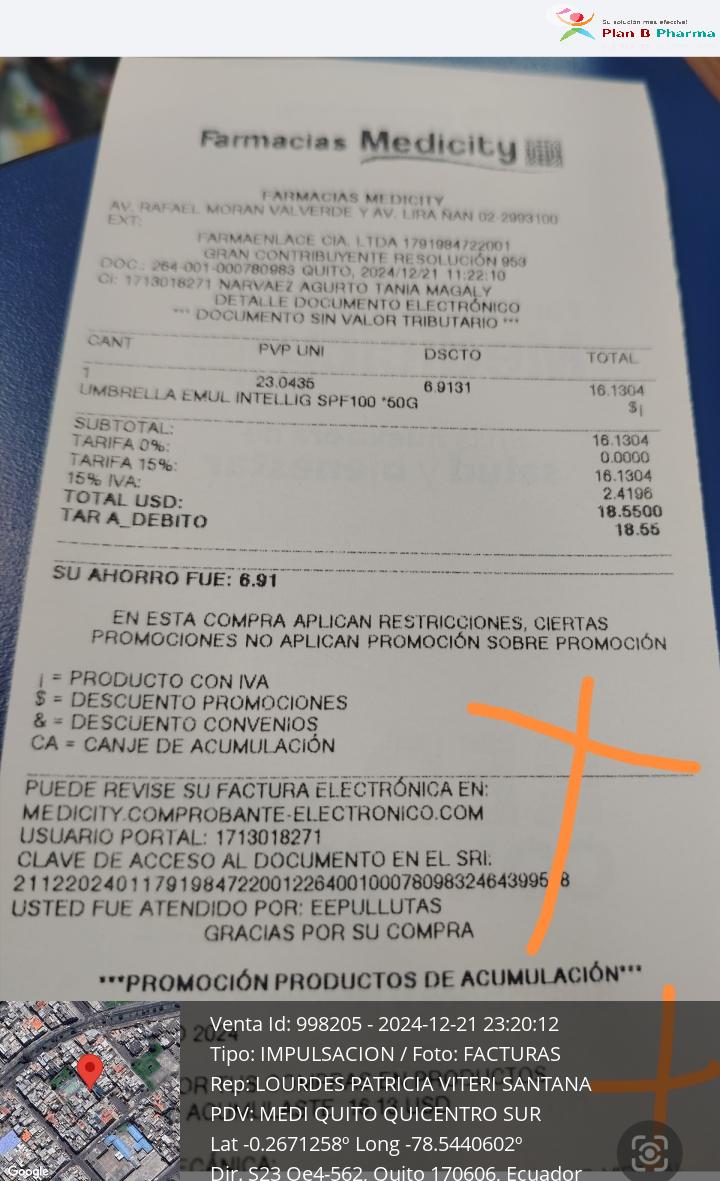 Su solución más efectiva!
Plan B Pharma
Farmacias Medicity
FARMACIAS MEDICITY
AV. RAFAEL MORAN VALVERDE Y AV. LIRA ÑAN 02-2993100
EXT:
FARMAENLACE CIA. LTDA 1791984722001
GRAN CONTRIBUYENTE RESOLUCIÓN 953
DOC.: 264-001-000780983 QUITO, 2024/12/21 11:22:10
CI: 1713018271 NARVAEZ AGURTO TANIA MAGALY
DETALLE DOCUMENTO ELECTRÓNICO
*** DOCUMENTO SIN VALOR TRIBUTARIO ***
CANT PVP UNI DSCTO TOTAL
1 23.0435 6.9131 16.1304
UMBRELLA EMUL INTELLIG SPF100 *50G $¡
SUBTOTAL: 16.1304
TARIFA 0%: 0.0000
TARIFA 15%: 16.1304
15% IVA: 2.4196
TOTAL USD: 18.5500
TAR A_DEBITO 18.55
SU AHORRO FUE: 6.91
EN ESTA COMPRA APLICAN RESTRICCIONES, CIERTAS
PROMOCIONES NO APLICAN PROMOCIÓN SOBRE PROMOCIÓN
¡ = PRODUCTO CON IVA
$ = DESCUENTO PROMOCIONES
& = DESCUENTO CONVENIOS
CA = CANJE DE ACUMULACIÓN
PUEDE REVISE SU FACTURA ELECTRÓNICA EN:
MEDICITY.COMPROBANTE-ELECTRONICO.COM
USUARIO PORTAL: 1713018271
CLAVE DE ACCESO AL DOCUMENTO EN EL SRI:
USTED FUE ATENDIDO POR: EEPULLUTAS
GRACIAS POR SU COMPRA
***PROMOCIÓN PRODUCTOS DE ACUMULACIÓN***
2024
Venta Id: 998205 - 2024-12-21 23:20:12
Tipo: IMPULSACION / Foto: FACTURAS
Rep: LOURDES PATRICIA VITERI SANTANA
PDV: MEDI QUITO QUICENTRO SUR
Lat -0.2671258º Long -78.5440602º
Dir. S23 Oe4-562, Quito 170606, Ecuador
Google